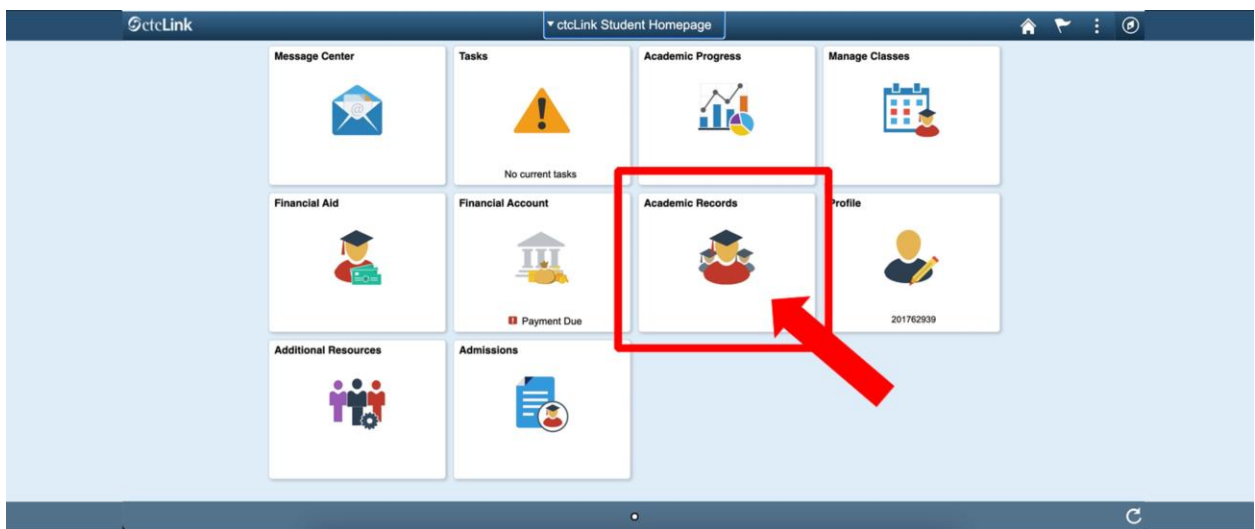 ctcLink
ctcLink Student Homepage
Message Center
Tasks
Academic Progress
Manage Classes
No current tasks
Financial Aid
Financial Account
Academic Records
Profile
Payment Due
201762939
Additional Resources
Admissions